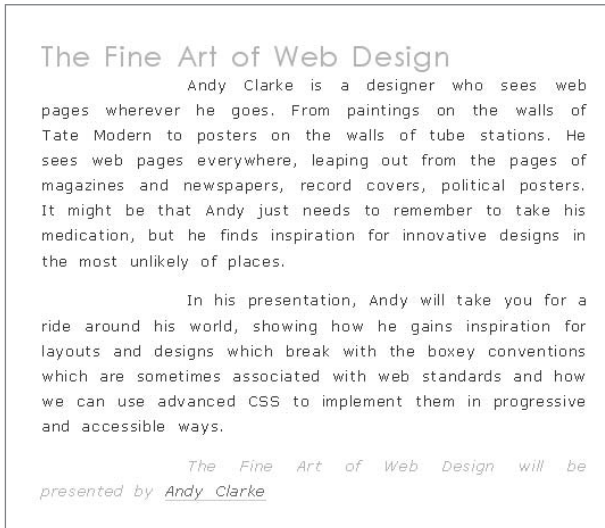 The Fine Art of Web Design
Andy Clarke is a designer who sees web
pages wherever he goes. From paintings on the walls of
Tate Modern to posters on the walls of tube stations. He
sees web pages everywhere, leaping out from the pages of
magazines and newspapers, record covers, political posters.
It might be that Andy just needs to remember to take his
medication, but he finds inspiration for innovative designs in
the most unlikely of places.
In his presentation, Andy will take you for a
ride around his world, showing how he gains inspiration for
layouts and designs which break with the boxey conventions
which are sometimes associated with web standards and how
we can use advanced CSS to implement them in progressive
and accessible ways.
The Fine Art of Web Design will be
presented by Andy Clarke